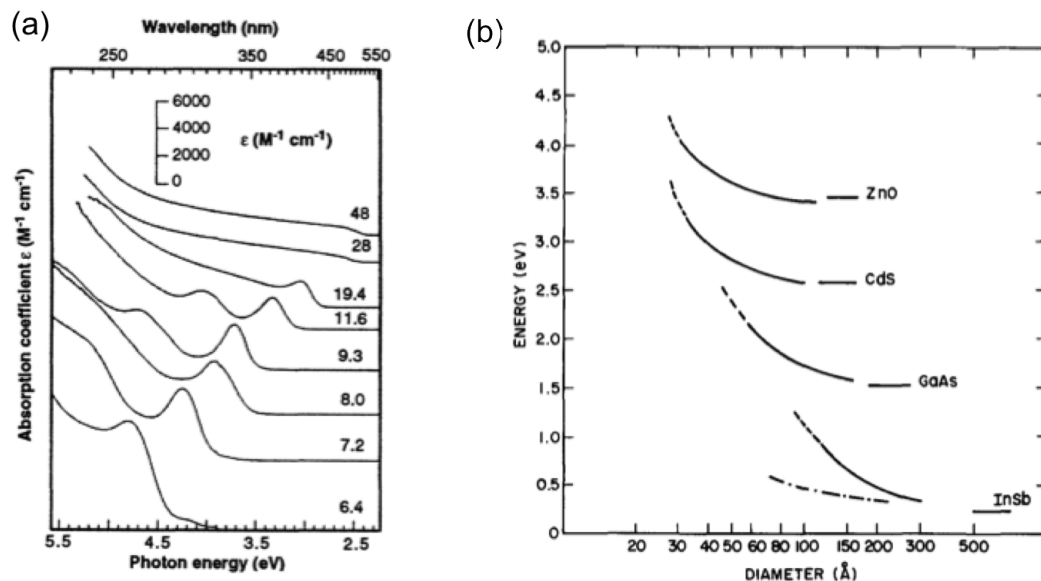 (a)
Wavelength (nm)
250 350 450 550
6000
4000
2000
0
ε (M⁻¹ cm⁻¹)
Absorption coefficient ε (M⁻¹ cm⁻¹)
48
28
19.4
11.6
9.3
8.0
7.2
6.4
5.5 4.5 3.5 2.5
Photon energy (eV)
(b)
5.0
4.5
4.0
3.5
3.0
2.5
2.0
1.5
1.0
0.5
0
ENERGY (eV)
ZnO
CdS
GaAs
InSb
20 30 40 50 60 80 100 150 200 300 500
DIAMETER (Å)